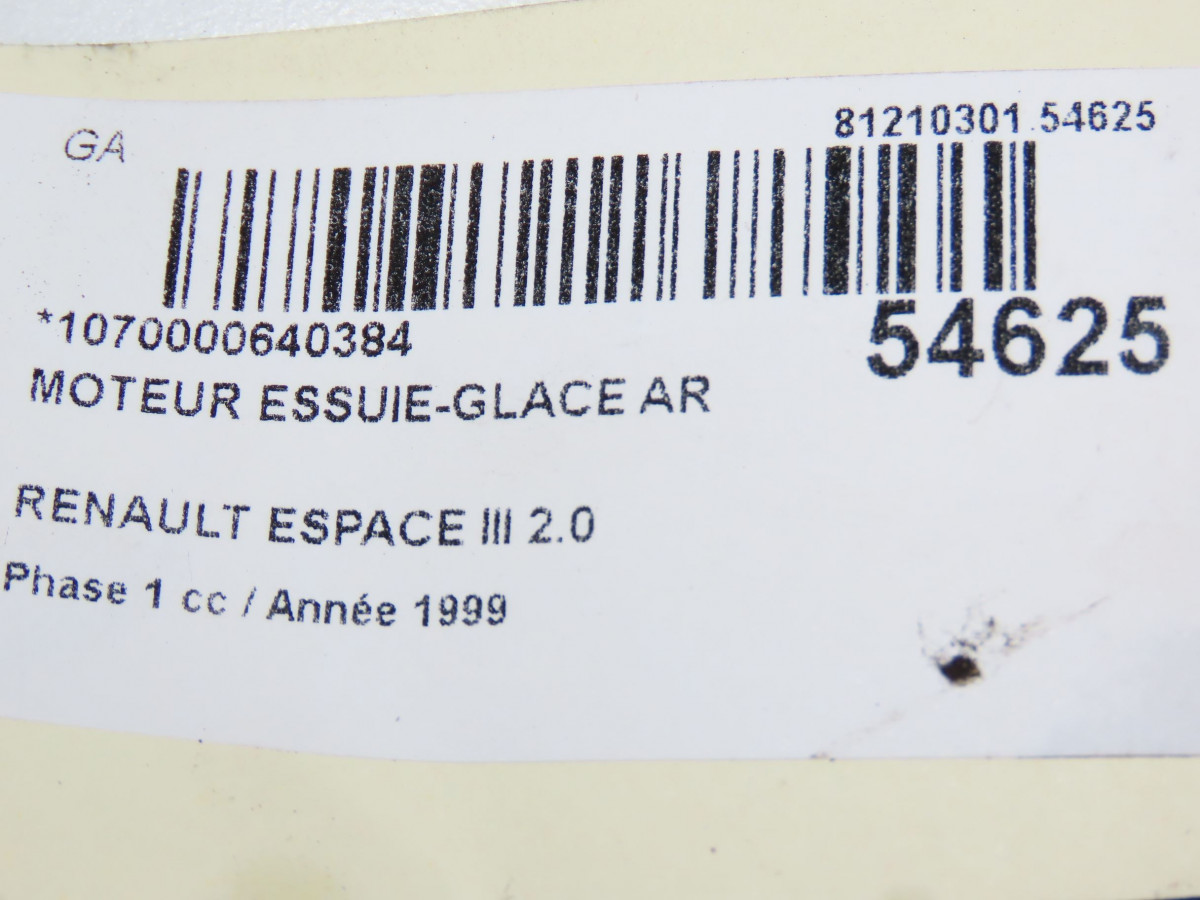 GA
81210301.54625
*1070000640384
54625
MOTEUR ESSUIE-GLACE AR
RENAULT ESPACE III 2.0
Phase 1 cc / Année 1999